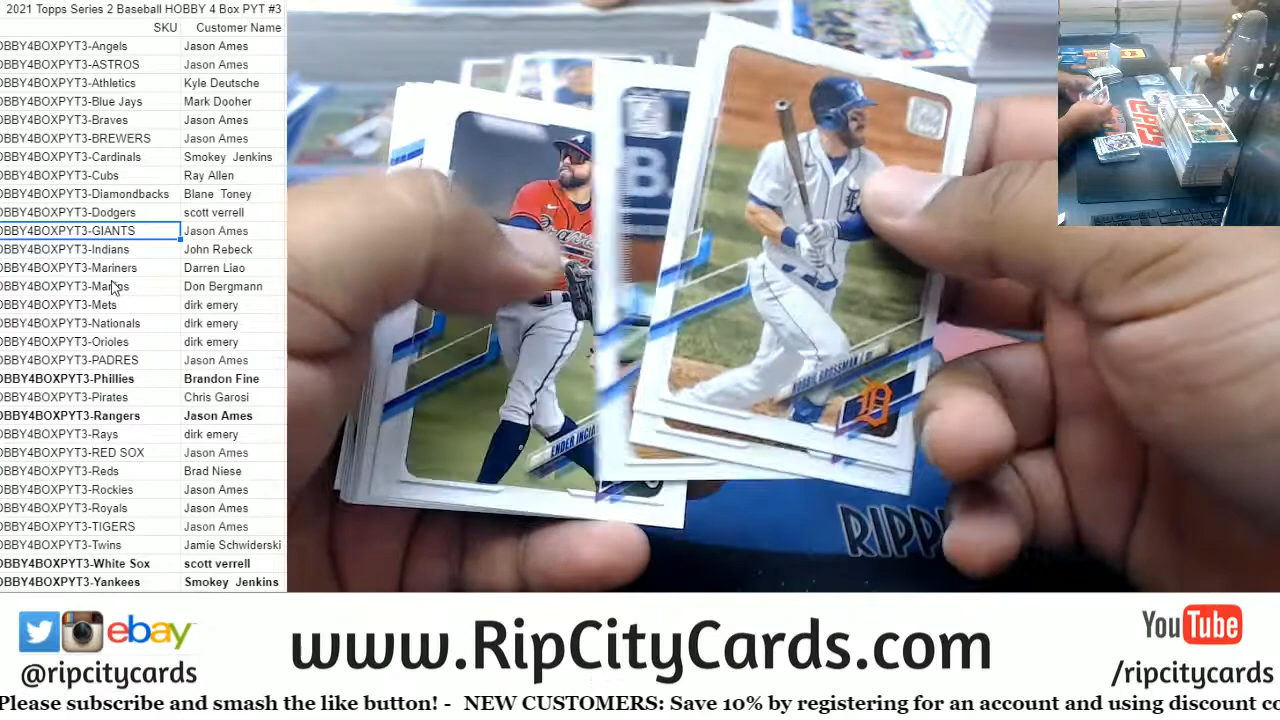 2021 Topps Series 2 Baseball HOBBY 4 Box PYT #3
SKU Customer Name
OBBY4BOXPYT3-Angels Jason Ames
OBBY4BOXPYT3-ASTROS Jason Ames
OBBY4BOXPYT3-Athletics Kyle Deutsche
OBBY4BOXPYT3-Blue Jays Mark Dooher
OBBY4BOXPYT3-Braves Jason Ames
OBBY4BOXPYT3-BREWERS Jason Ames
OBBY4BOXPYT3-Cardinals Smokey Jenkins
OBBY4BOXPYT3-Cubs Ray Allen
OBBY4BOXPYT3-Diamondbacks Blane Toney
OBBY4BOXPYT3-Dodgers scott verrell
OBBY4BOXPYT3-GIANTS Jason Ames
OBBY4BOXPYT3-Indians John Rebeck
OBBY4BOXPYT3-Mariners Darren Liao
OBBY4BOXPYT3-Marlins Don Bergmann
OBBY4BOXPYT3-Mets dirk emery
OBBY4BOXPYT3-Nationals dirk emery
OBBY4BOXPYT3-Orioles dirk emery
OBBY4BOXPYT3-PADRES Jason Ames
OBBY4BOXPYT3-Phillies Brandon Fine
OBBY4BOXPYT3-Pirates Chris Garosi
OBBY4BOXPYT3-Rangers Jason Ames
OBBY4BOXPYT3-Rays dirk emery
OBBY4BOXPYT3-RED SOX Jason Ames
OBBY4BOXPYT3-Reds Brad Niese
OBBY4BOXPYT3-Rockies Jason Ames
OBBY4BOXPYT3-Royals Jason Ames
OBBY4BOXPYT3-TIGERS Jason Ames
OBBY4BOXPYT3-Twins Jamie Schwiderski
OBBY4BOXPYT3-White Sox scott verrell
OBBY4BOXPYT3-Yankees Smokey Jenkins
Braves
ENDER INCIA
B
D
ROBBIE GROSSMAN
D
RIPP
TOPPS
ebay
@ripcitycards
www.RipCityCards.com
YouTube
/ripcitycards
Please subscribe and smash the like button! - NEW CUSTOMERS: Save 10% by registering for an account and using discount co